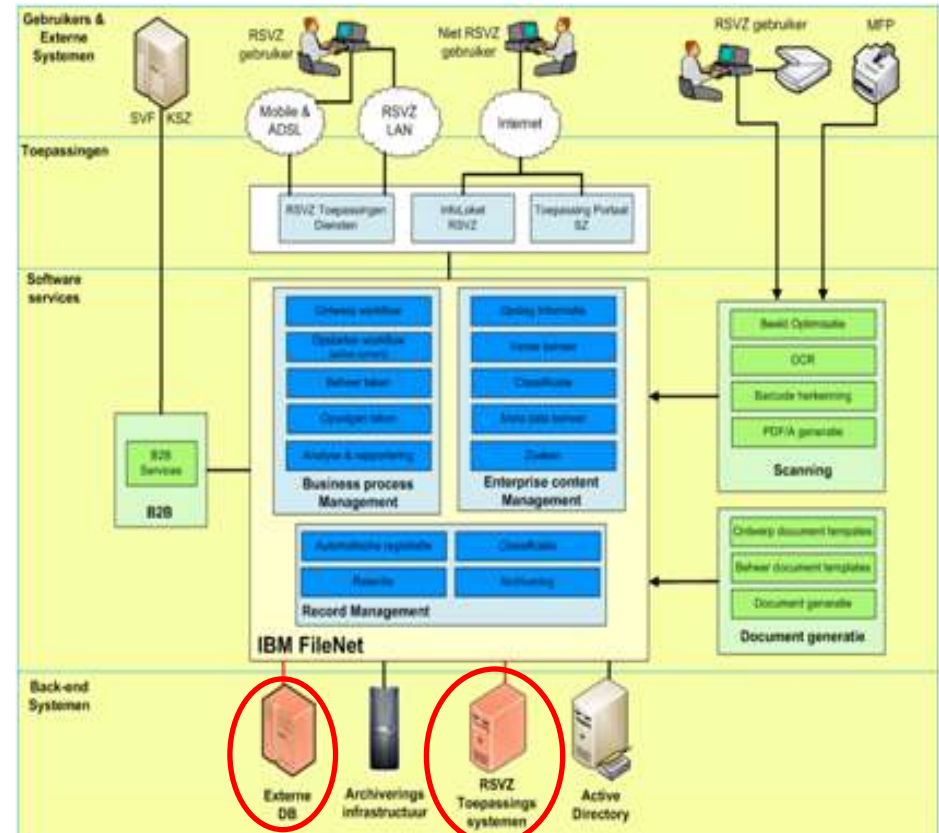 Gebruikers &
Externe
Systemen
SVF
KSZ
RSVZ
gebruiker
Niet RSVZ
gebruiker
RSVZ gebruiker
MFP
Mobile &
ADSL
RSVZ
LAN
Internet
Toepassingen
RSVZ Toepassingen
Diensten
InfoLoket
RSVZ
Toepassing Portaal
SZ
Software
services
Ontwerp workflow
Opstarten workflow
Beheer taken
Opvolgen taken
Analyse & rapportering
Business process
Management
Opslag Informatie
Versie beheer
Classificatie
Meta data beheer
Zoeken
Enterprise content
Management
Beeld Optimisatie
OCR
Barcode herkenning
PDF/A generatie
Scanning
B2B
Services
B2B
Automatische registratie
Classificatie
Retentie
Archivering
Record Management
IBM FileNet
Ontwerp document templates
Beheer document templates
Document generatie
Document generatie
Back-end
Systemen
Externe
DB
Archiverings
infrastructuur
RSVZ
Toepassings
systemen
Active
Directory